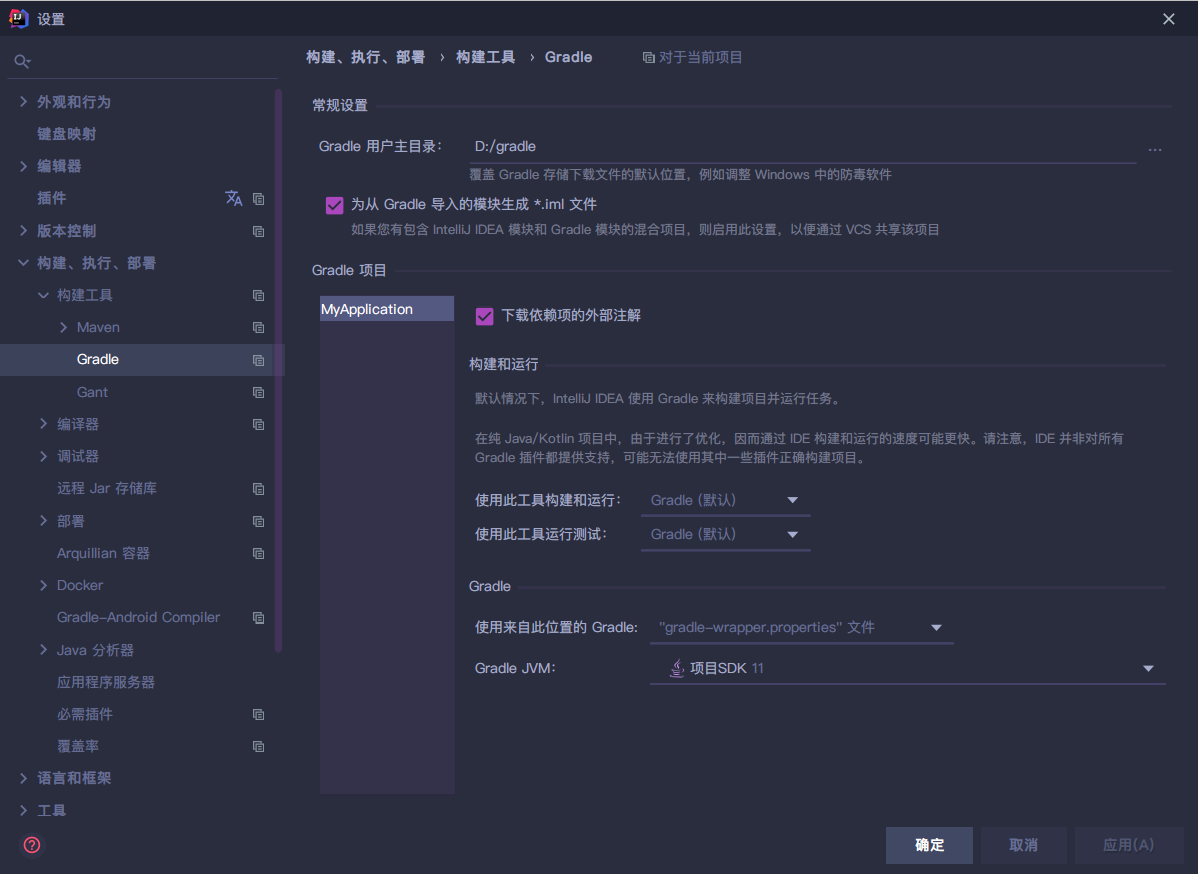 设置
构建、执行、部署 › 构建工具 › Gradle 对于当前项目
外观和行为
键盘映射
编辑器
插件
版本控制
构建、执行、部署
构建工具
Maven
Gradle
Gant
编译器
调试器
远程 Jar 存储库
部署
Arquillian 容器
Docker
Gradle-Android Compiler
Java 分析器
应用程序服务器
必需插件
覆盖率
语言和框架
工具
常规设置
Gradle 用户主目录： D:/gradle ...
覆盖 Gradle 存储下载文件的默认位置，例如调整 Windows 中的防毒软件
为从 Gradle 导入的模块生成 *.iml 文件
如果您有包含 IntelliJ IDEA 模块和 Gradle 模块的混合项目，则启用此设置，以便通过 VCS 共享该项目
Gradle 项目
MyApplication
下载依赖项的外部注解
构建和运行
默认情况下，IntelliJ IDEA 使用 Gradle 来构建项目并运行任务。
在纯 Java/Kotlin 项目中，由于进行了优化，因而通过 IDE 构建和运行的速度可能更快。请注意，IDE 并非对所有
Gradle 插件都提供支持，可能无法使用其中一些插件正确构建项目。
使用此工具构建和运行： Gradle (默认)
使用此工具运行测试： Gradle (默认)
Gradle
使用来自此位置的 Gradle: "gradle-wrapper.properties" 文件
Gradle JVM： 项目SDK 11
确定 取消 应用(A)